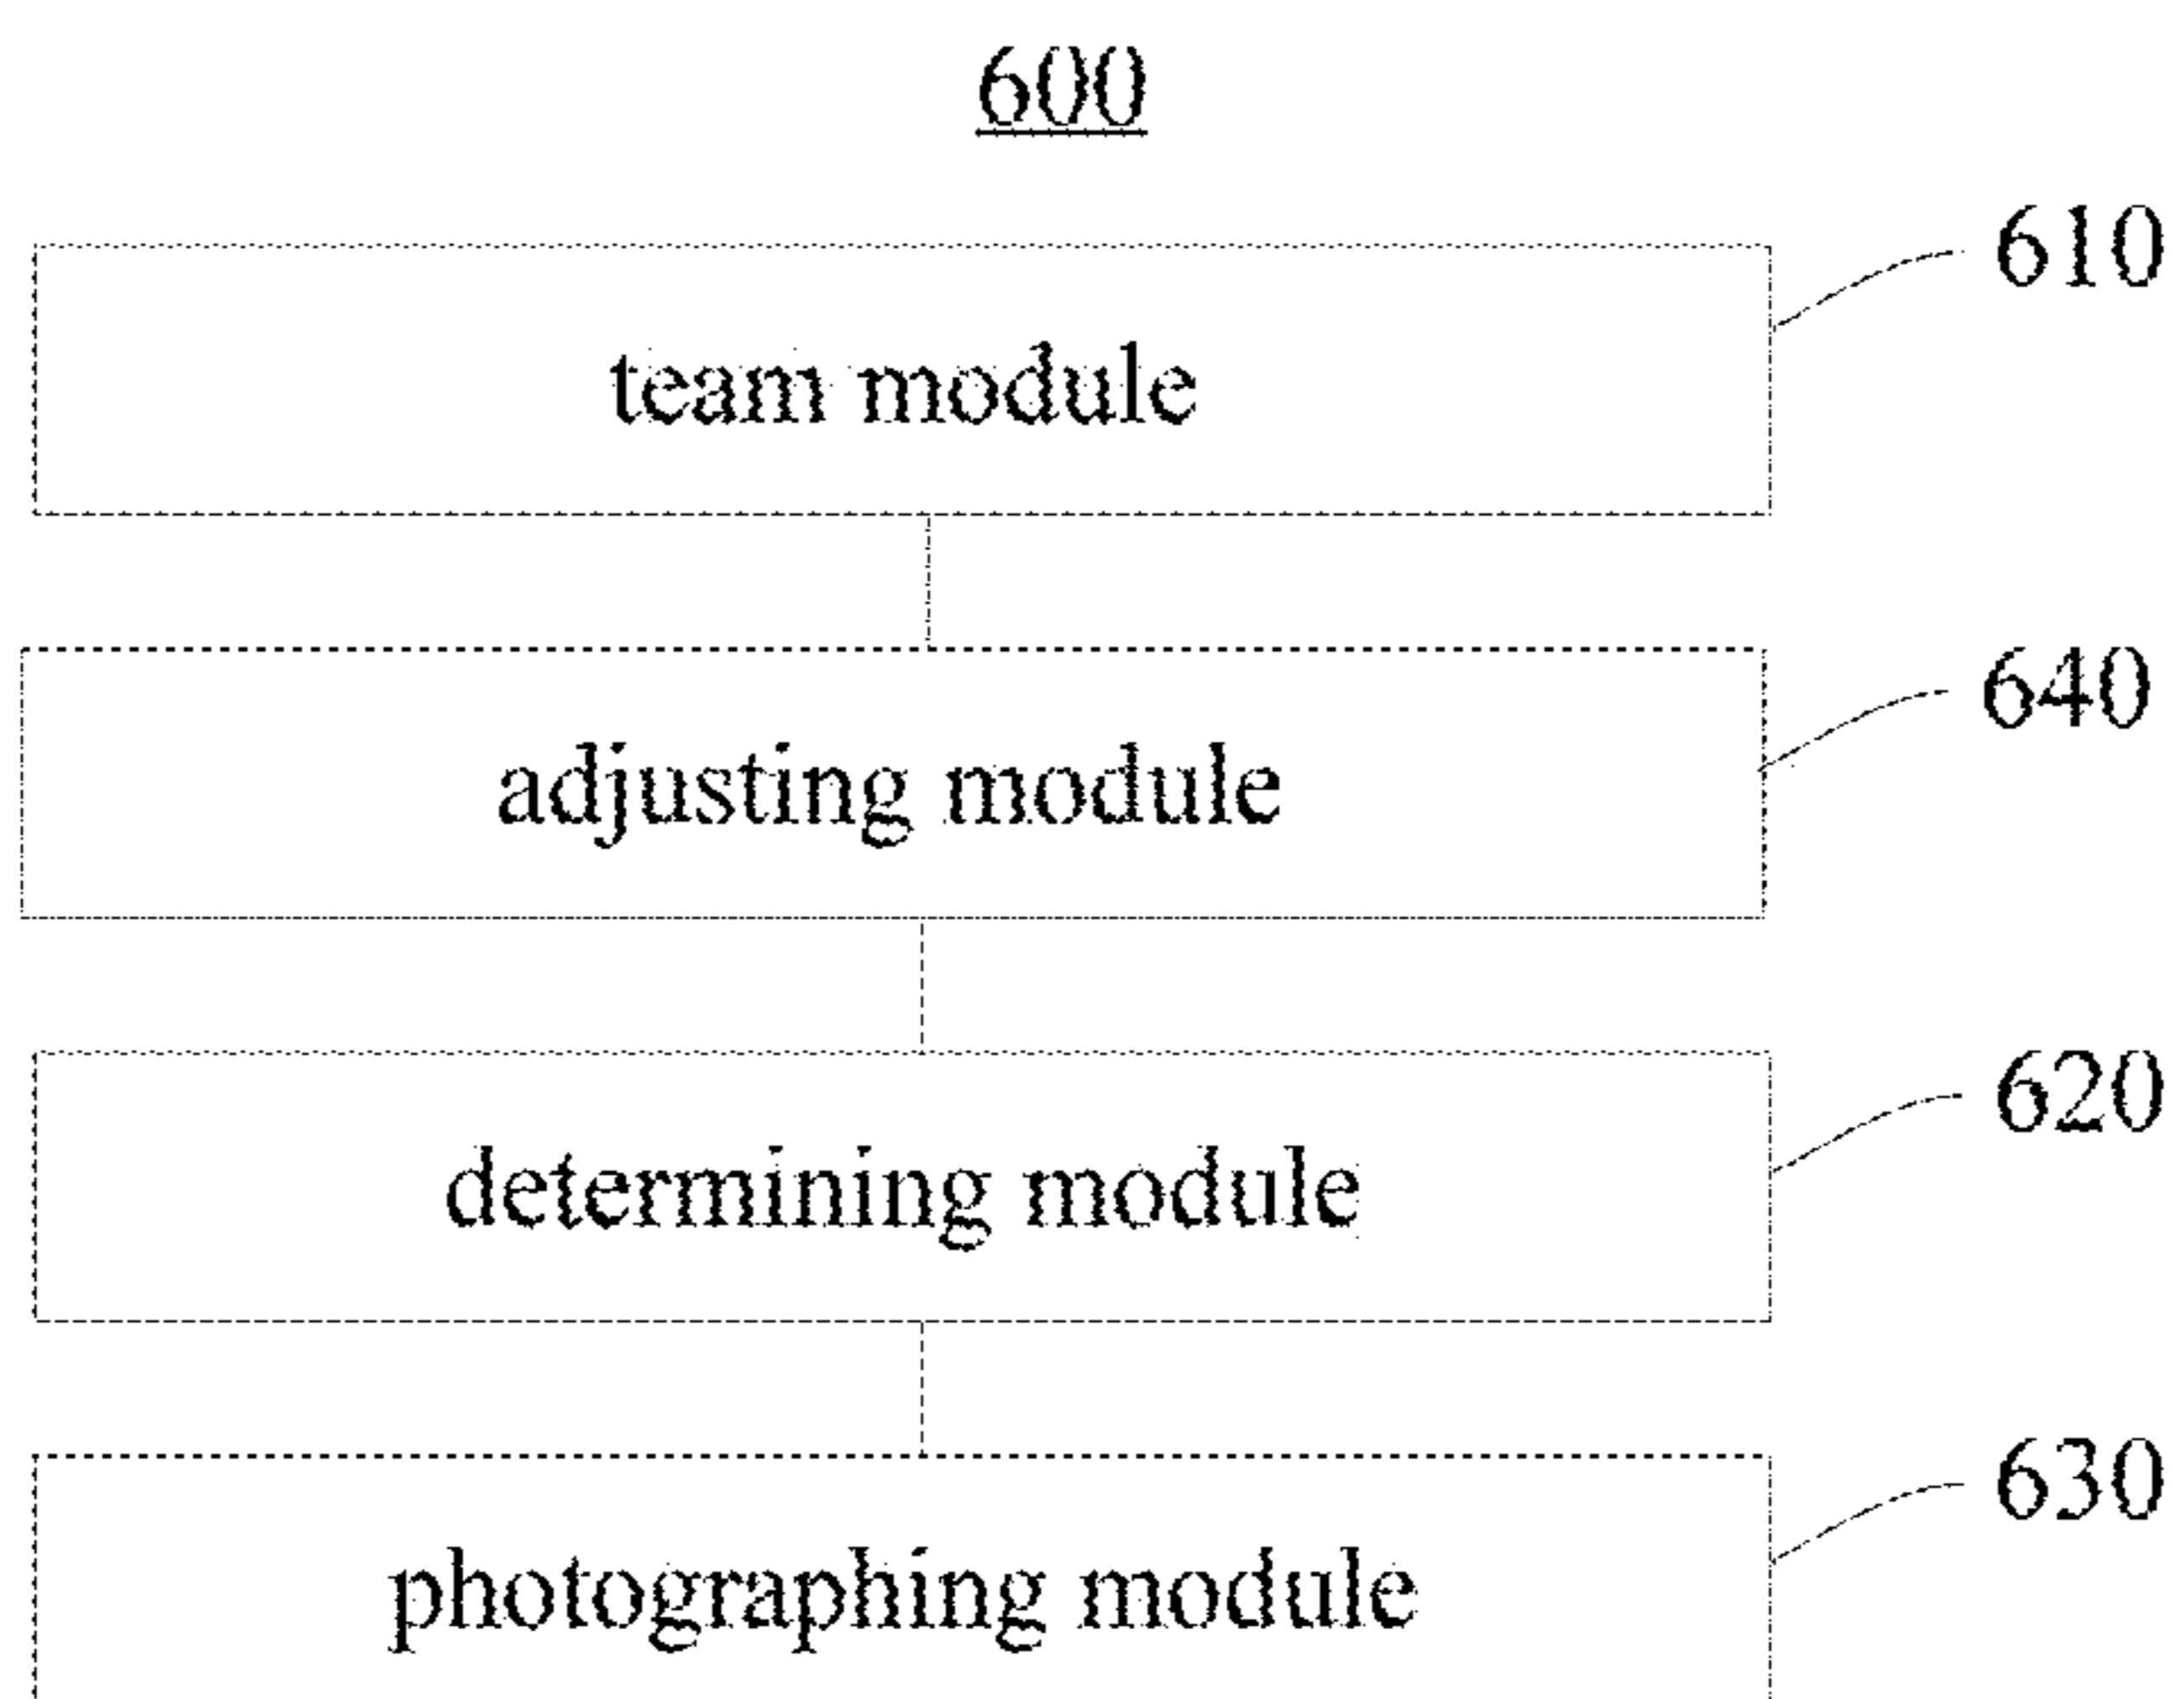 600
610
team module
640
adjusting module
620
determining module
630
photographing module